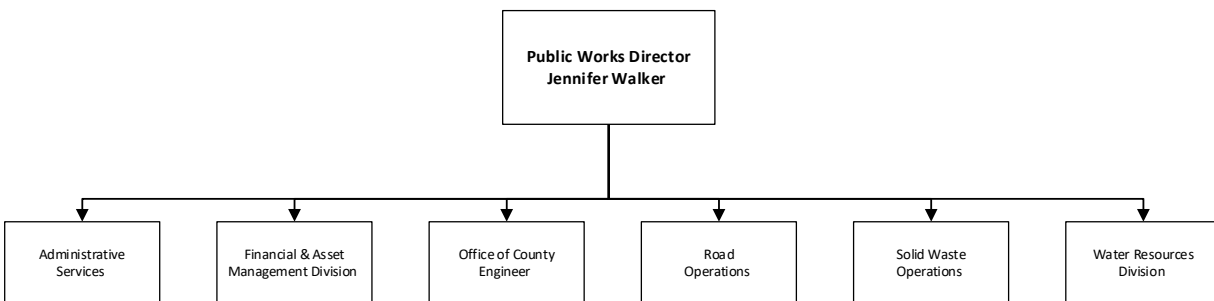 Public Works Director
Jennifer Walker
Administrative
Services
Financial & Asset
Management Division
Office of County
Engineer
Road
Operations
Solid Waste
Operations
Water Resources
Division